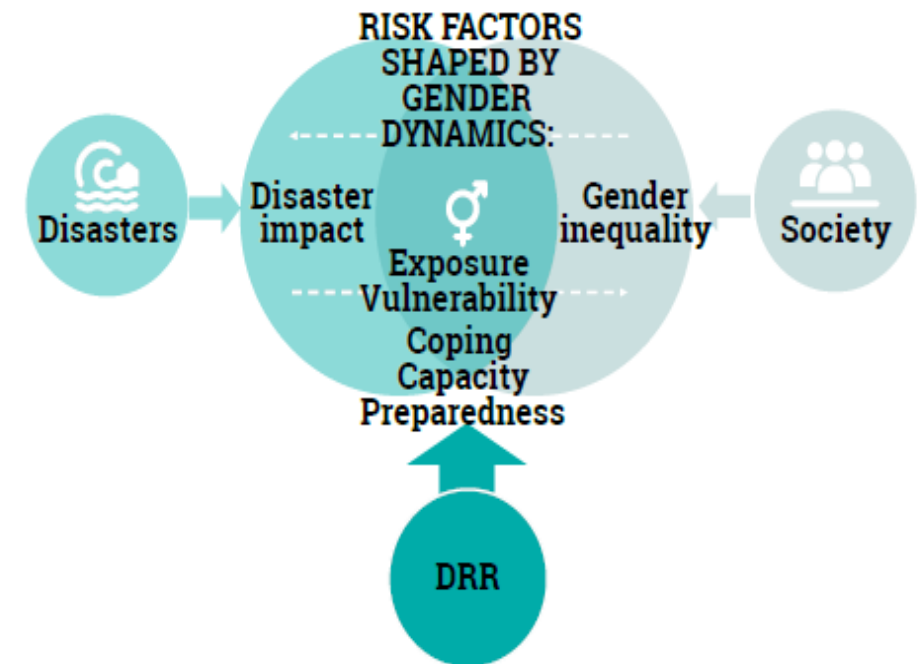 RISK FACTORS
SHAPED BY
GENDER
DYNAMICS:
Disasters
Disaster
impact
Gender
inequality
Society
Exposure
Vulnerability
Coping
Capacity
Preparedness
DRR